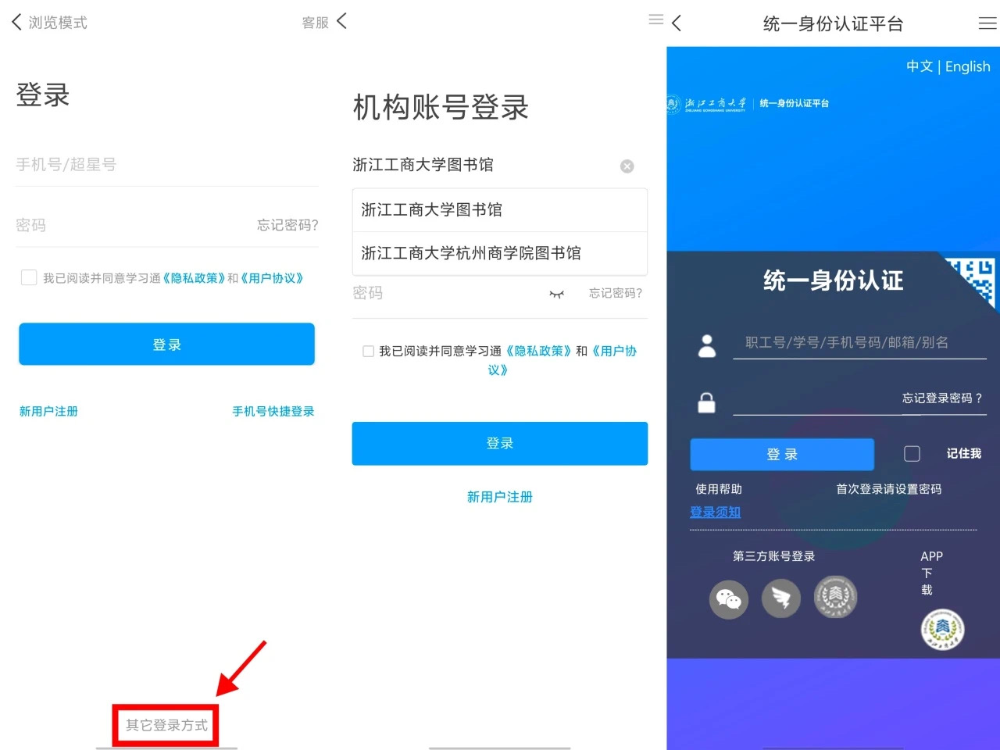 浏览模式
客服
登录
手机号/超星号
密码
忘记密码?
我已阅读并同意学习通《隐私政策》和《用户协议》
登录
新用户注册
手机号快捷登录
其它登录方式
机构账号登录
浙江工商大学图书馆
浙江工商大学图书馆
浙江工商大学杭州商学院图书馆
密码
忘记密码?
我已阅读并同意学习通《隐私政策》和《用户协
议》
登录
新用户注册
统一身份认证平台
中文 | English
浙江工商大学
ZHEJIANG GONGSHANG UNIVERSITY
统一身份认证平台
统一身份认证
职工号/学号/手机号码/邮箱/别名
忘记登录密码？
登 录
记住我
使用帮助
首次登录请设置密码
登录须知
第三方账号登录
APP
下
载